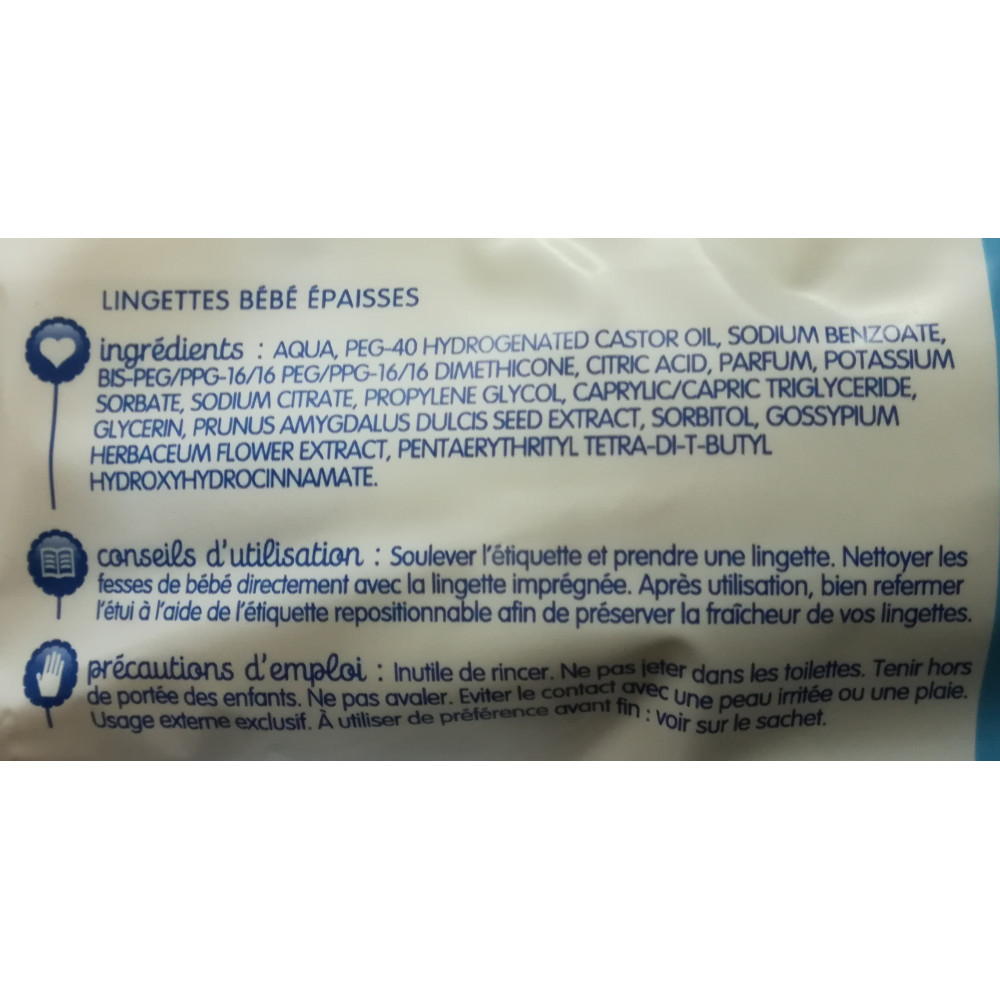 LINGETTES BÉBÉ ÉPAISSES
ingrédients : AQUA, PEG-40 HYDROGENATED CASTOR OIL, SODIUM BENZOATE,
BIS-PEG/PPG-16/16 PEG/PPG-16/16 DIMETHICONE, CITRIC ACID, PARFUM, POTASSIUM
SORBATE, SODIUM CITRATE, PROPYLENE GLYCOL, CAPRYLIC/CAPRIC TRIGLYCERIDE,
GLYCERIN, PRUNUS AMYGDALUS DULCIS SEED EXTRACT, SORBITOL, GOSSYPIUM
HERBACEUM FLOWER EXTRACT, PENTAERYTHRITYL TETRA-DI-T-BUTYL
HYDROXYHYDROCINNAMATE.
conseils d'utilisation : Soulever l'étiquette et prendre une lingette. Nettoyer les
fesses de bébé directement avec la lingette imprégnée. Après utilisation, bien refermer
l'étui à l'aide de l'étiquette repositionnable afin de préserver la fraîcheur de vos lingettes.
précautions d'emploi : Inutile de rincer. Ne pas jeter dans les toilettes. Tenir hors
de portée des enfants. Ne pas avaler. Eviter le contact avec une peau irritée ou une plaie.
Usage externe exclusif. À utiliser de préférence avant fin : voir sur le sachet.